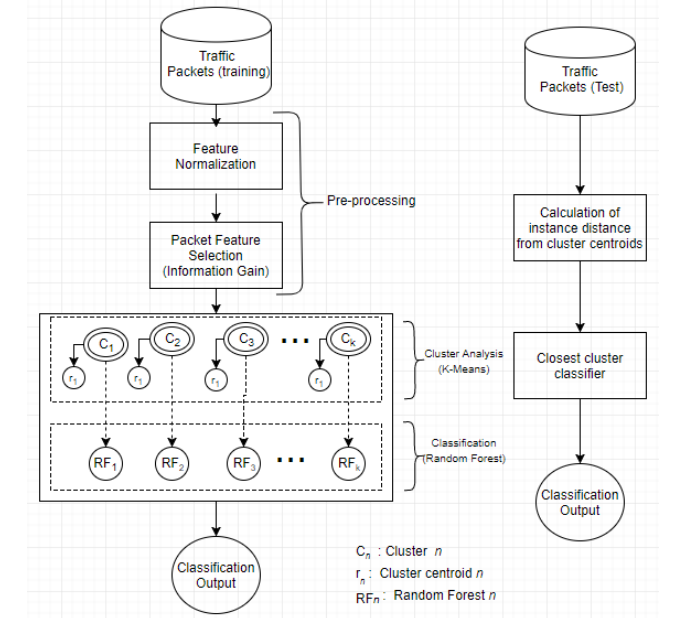 Traffic
Packets (training)
Feature
Normalization
Pre-processing
Packet Feature
Selection
(Information Gain)
C1 C2 C3 ... Ck
r1 r1 r1 r1
Cluster Analysis
(K-Means)
RF1 RF2 RF3 ... RFk
Classification
(Random Forest)
Classification
Output
Cn : Cluster n
rn : Cluster centroid n
RFn : Random Forest n
Traffic
Packets (Test)
Calculation of
instance distance
from cluster centroids
Closest cluster
classifier
Classification
Output